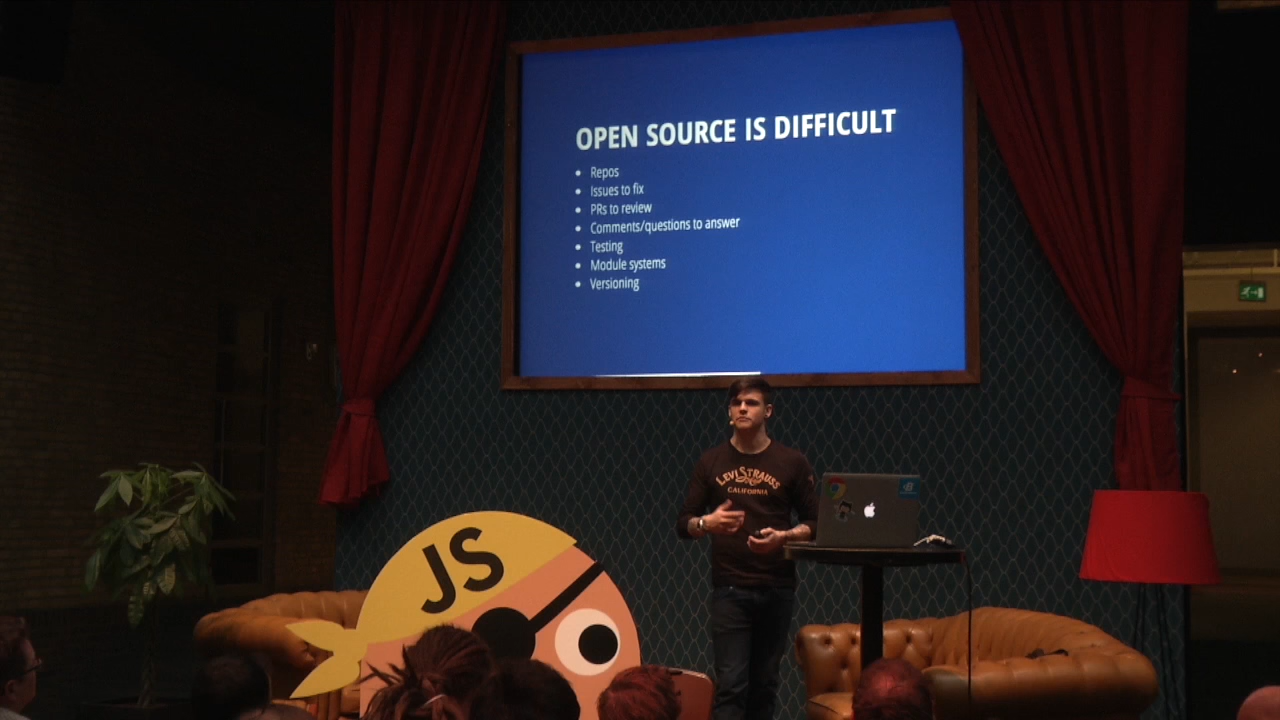 OPEN SOURCE IS DIFFICULT
Repos
Issues to fix
PRs to review
Comments/questions to answer
Testing
Module systems
Versioning
LEVI STRAUSS
CALIFORNIA
JS